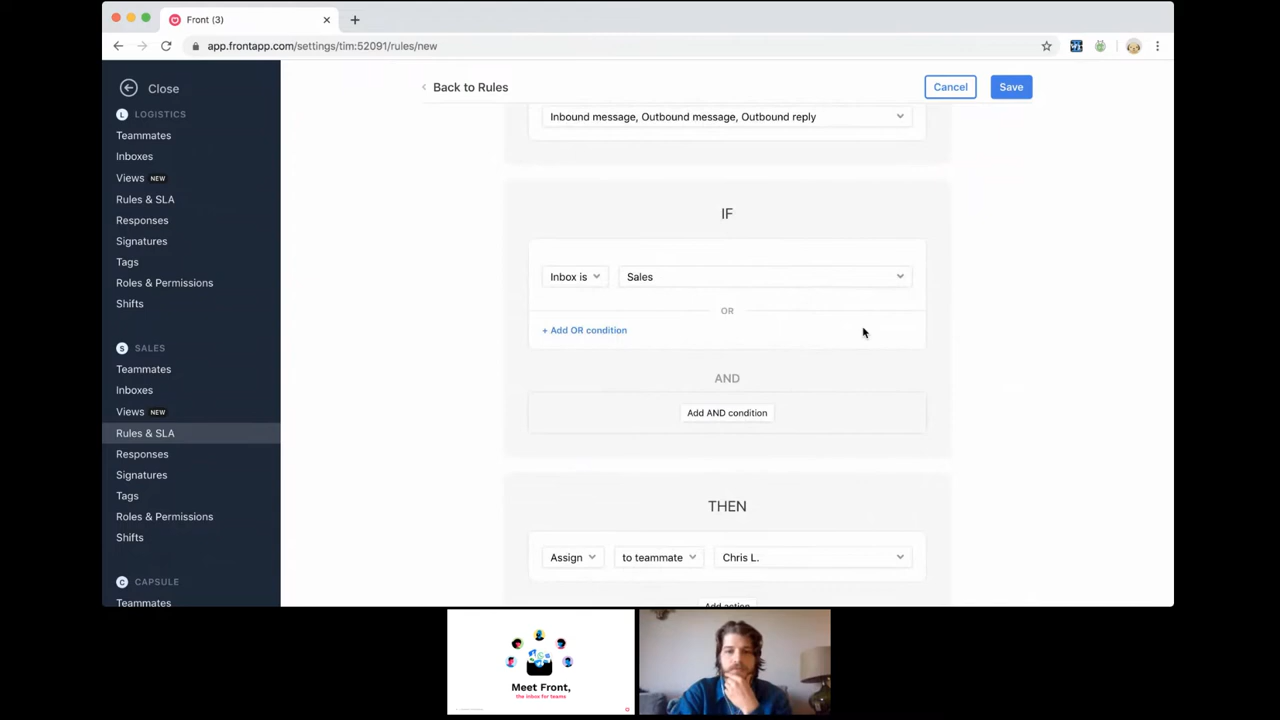 Front (3)
app.frontapp.com/settings/tim:52091/rules/new
Close
LOGISTICS
Teammates
Inboxes
Views NEW
Rules & SLA
Responses
Signatures
Tags
Roles & Permissions
Shifts
SALES
Teammates
Inboxes
Views NEW
Rules & SLA
Responses
Signatures
Tags
Roles & Permissions
Shifts
CAPSULE
Teammates
Back to Rules
Cancel
Save
Inbound message, Outbound message, Outbound reply
IF
Inbox is
Sales
OR
+ Add OR condition
AND
Add AND condition
THEN
Assign
to teammate
Chris L.
Add action
Meet Front,
the inbox for teams